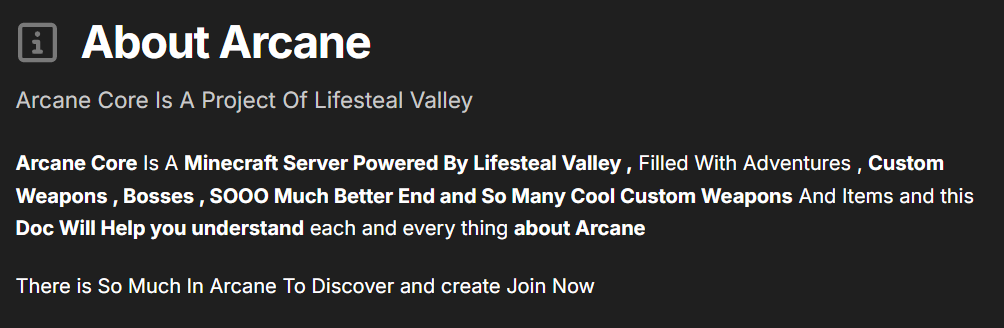 About Arcane
Arcane Core Is A Project Of Lifesteal Valley
Arcane Core Is A Minecraft Server Powered By Lifesteal Valley , Filled With Adventures , Custom
Weapons , Bosses , SOOO Much Better End and So Many Cool Custom Weapons And Items and this
Doc Will Help you understand each and every thing about Arcane
There is So Much In Arcane To Discover and create Join Now